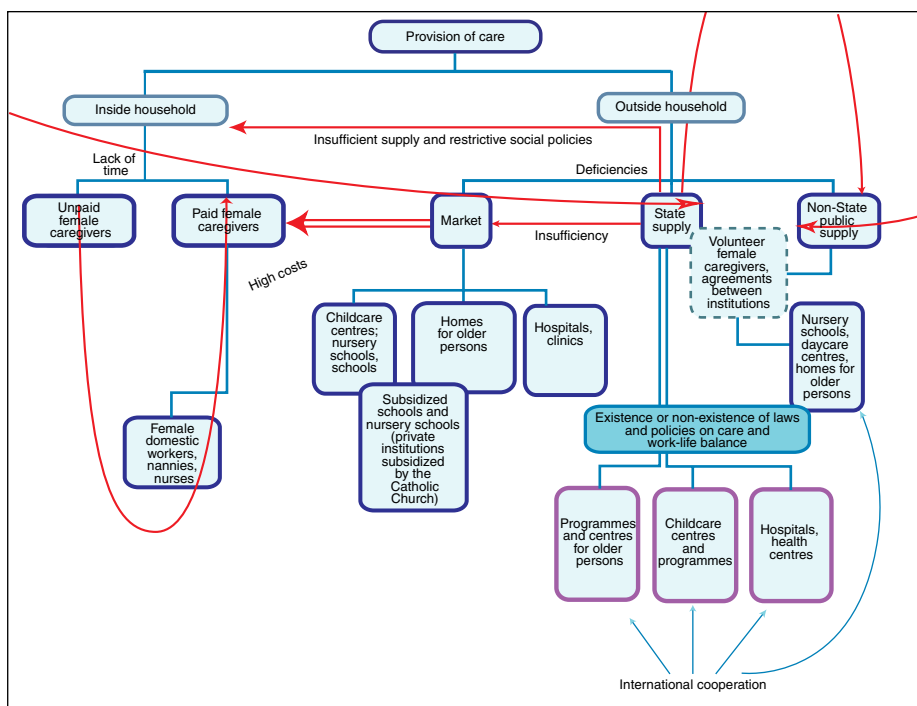 Provision of care
Inside household
Outside household
Insufficient supply and restrictive social policies
Lack of
time
Deficiencies
Unpaid
female
caregivers
Paid female
caregivers
Market
State
supply
Non-State
public
supply
Insufficiency
High costs
Volunteer
female
caregivers,
agreements
between
institutions
Childcare
centres;
nursery
schools,
schools
Homes
for older
persons
Hospitals,
clinics
Nursery
schools,
daycare
centres,
homes for
older
persons
Subsidized
schools and
nursery schools
(private
institutions
subsidized
by the
Catholic
Church)
Female
domestic
workers,
nannies,
nurses
Existence or non-existence of laws
and policies on care and
work-life balance
Programmes
and centres
for older
persons
Childcare
centres
and
programmes
Hospitals,
health
centres
International cooperation